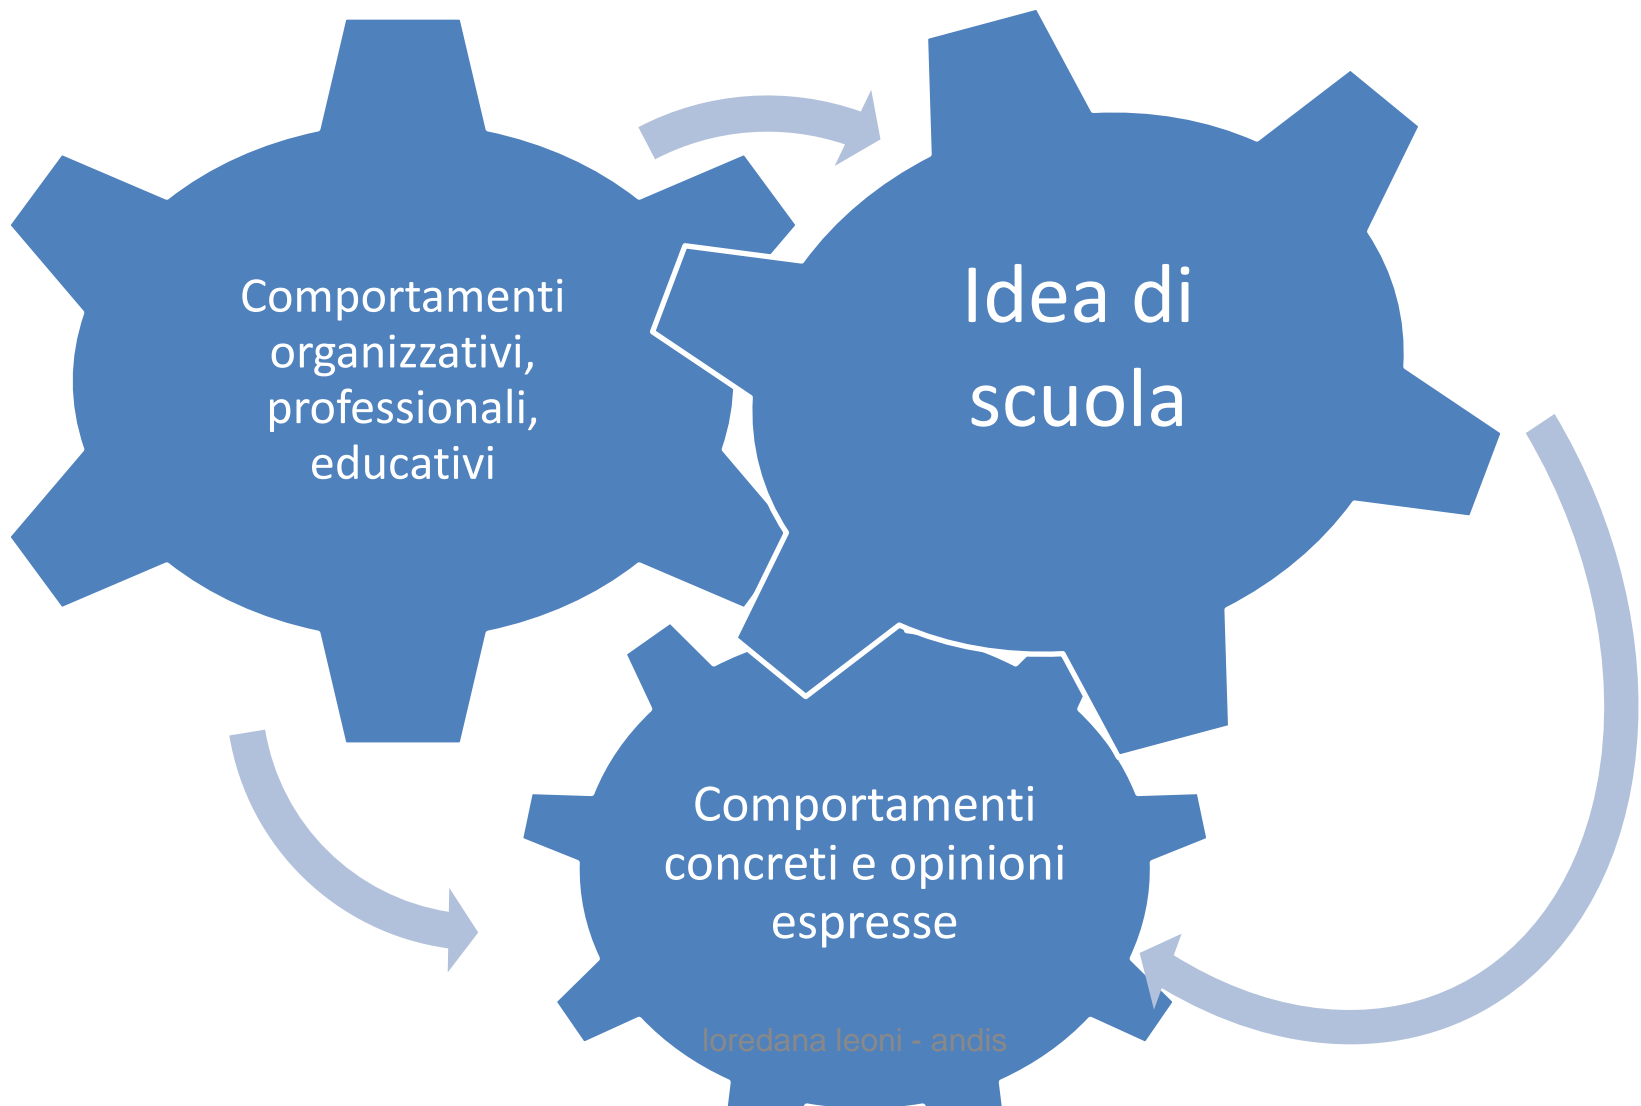 Comportamenti
organizzativi,
professionali,
educativi
Idea di
scuola
Comportamenti
concreti e opinioni
espresse
loredana leoni - andis